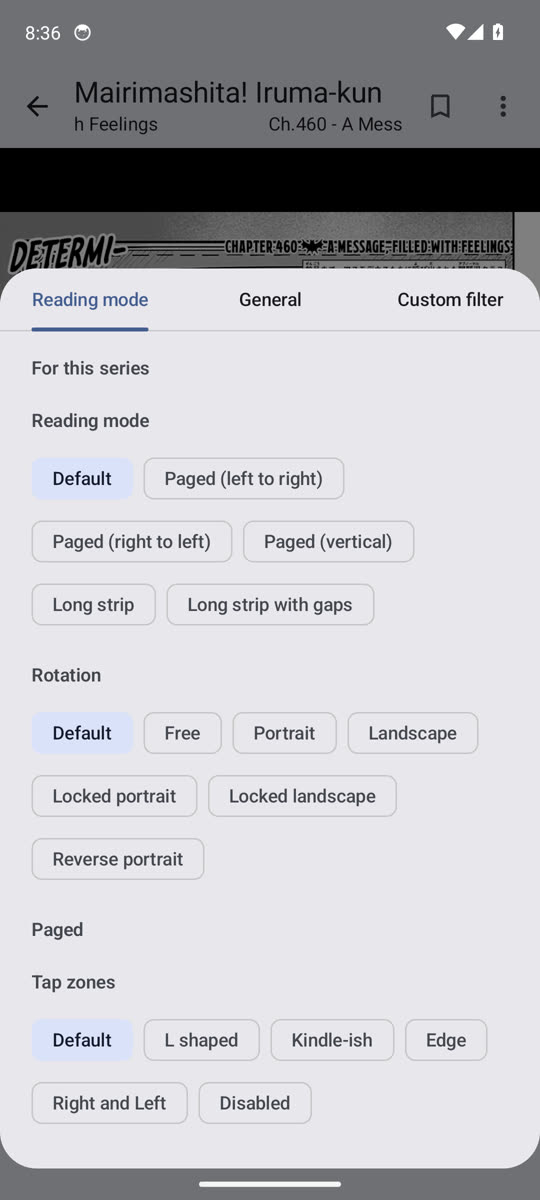 8:36
Mairimashita! Iruma-kun
h Feelings Ch.460 - A Mess
DETERMI-
CHAPTER 460: A MESSAGE FILLED WITH FEELINGS
Reading mode General Custom filter
For this series
Reading mode
Default Paged (left to right)
Paged (right to left) Paged (vertical)
Long strip Long strip with gaps
Rotation
Default Free Portrait Landscape
Locked portrait Locked landscape
Reverse portrait
Paged
Tap zones
Default L shaped Kindle-ish Edge
Right and Left Disabled